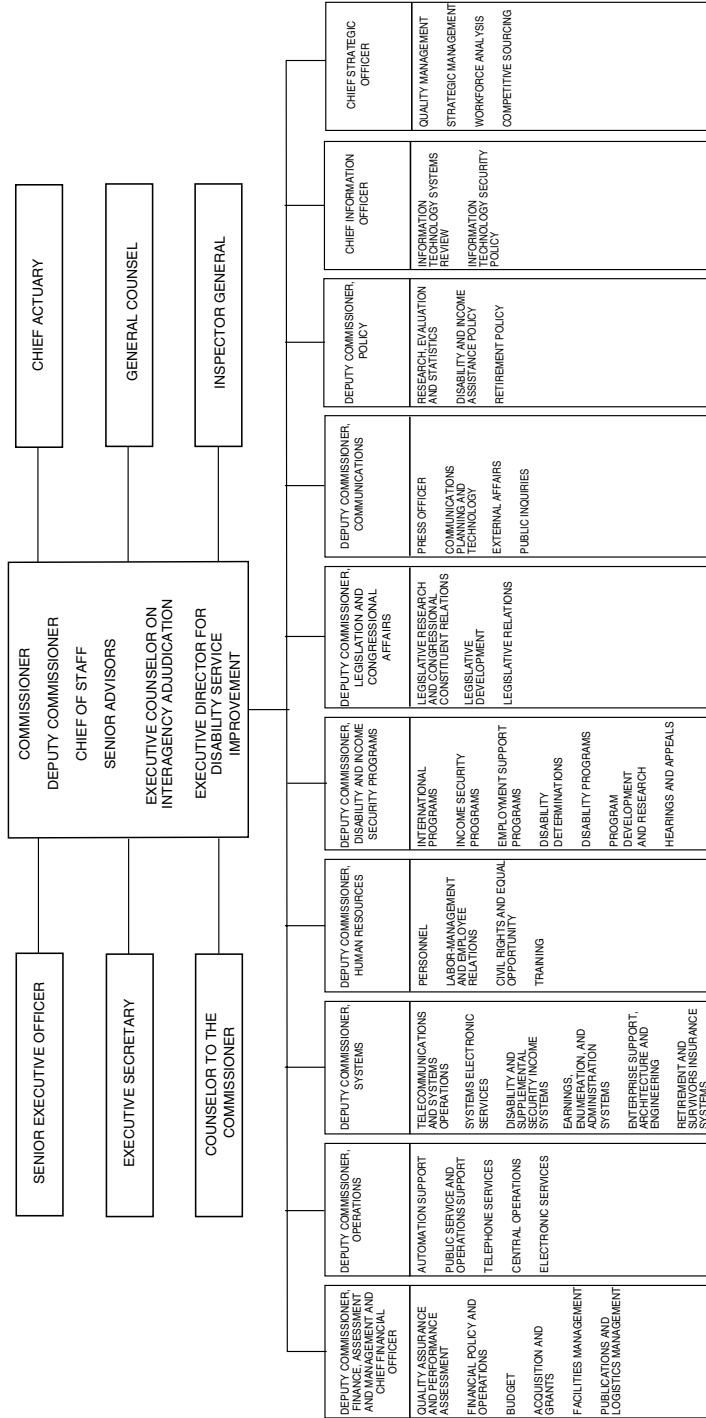 COMMISSIONER
DEPUTY COMMISSIONER
CHIEF OF STAFF
SENIOR ADVISORS
EXECUTIVE COUNSELOR ON
INTERAGENCY ADJUDICATION
EXECUTIVE DIRECTOR FOR
DISABILITY SERVICE
IMPROVEMENT
SENIOR EXECUTIVE OFFICER
EXECUTIVE SECRETARY
COUNSELOR TO THE
COMMISSIONER
CHIEF ACTUARY
GENERAL COUNSEL
INSPECTOR GENERAL
DEPUTY COMMISSIONER,
FINANCE, ASSESSMENT
AND MANAGEMENT AND
CHIEF FINANCIAL
OFFICER
QUALITY ASSURANCE
AND PERFORMANCE
ASSESSMENT
FINANCIAL POLICY AND
OPERATIONS
BUDGET
ACQUISITION AND
GRANTS
FACILITIES MANAGEMENT
PUBLICATIONS AND
LOGISTICS MANAGEMENT
DEPUTY COMMISSIONER,
OPERATIONS
AUTOMATION SUPPORT
PUBLIC SERVICE AND
OPERATIONS SUPPORT
TELEPHONE SERVICES
CENTRAL OPERATIONS
ELECTRONIC SERVICES
DEPUTY COMMISSIONER,
SYSTEMS
TELECOMMUNICATIONS
AND SYSTEMS
OPERATIONS
SYSTEMS ELECTRONIC
SERVICES
DISABILITY AND
SUPPLEMENTAL
SECURITY INCOME
SYSTEMS
EARNINGS,
ENUMERATION, AND
ADMINISTRATION
SYSTEMS
ENTERPRISE SUPPORT,
ARCHITECTURE AND
ENGINEERING
RETIREMENT AND
SURVIVORS INSURANCE
SYSTEMS
DEPUTY COMMISSIONER,
HUMAN RESOURCES
PERSONNEL
LABOR-MANAGEMENT
AND EMPLOYEE
RELATIONS
CIVIL RIGHTS AND EQUAL
OPPORTUNITY
TRAINING
DEPUTY COMMISSIONER,
DISABILITY AND INCOME
SECURITY PROGRAMS
INTERNATIONAL
PROGRAMS
INCOME SECURITY
PROGRAMS
EMPLOYMENT SUPPORT
PROGRAMS
DISABILITY
DETERMINATIONS
DISABILITY PROGRAMS
PROGRAM
DEVELOPMENT
AND RESEARCH
HEARINGS AND APPEALS
DEPUTY COMMISSIONER,
LEGISLATION AND
CONGRESSIONAL
AFFAIRS
LEGISLATIVE RESEARCH
AND CONGRESSIONAL
CONSTITUENT RELATIONS
LEGISLATIVE
DEVELOPMENT
LEGISLATIVE RELATIONS
DEPUTY COMMISSIONER,
COMMUNICATIONS
PRESS OFFICER
COMMUNICATIONS
PLANNING AND
TECHNOLOGY
EXTERNAL AFFAIRS
PUBLIC INQUIRIES
DEPUTY COMMISSIONER,
POLICY
RESEARCH, EVALUATION
AND STATISTICS
DISABILITY AND INCOME
ASSISTANCE POLICY
RETIREMENT POLICY
CHIEF INFORMATION
OFFICER
INFORMATION
TECHNOLOGY SYSTEMS
REVIEW
INFORMATION
TECHNOLOGY SECURITY
POLICY
CHIEF STRATEGIC
OFFICER
QUALITY MANAGEMENT
STRATEGIC MANAGEMENT
WORKFORCE ANALYSIS
COMPETITIVE SOURCING